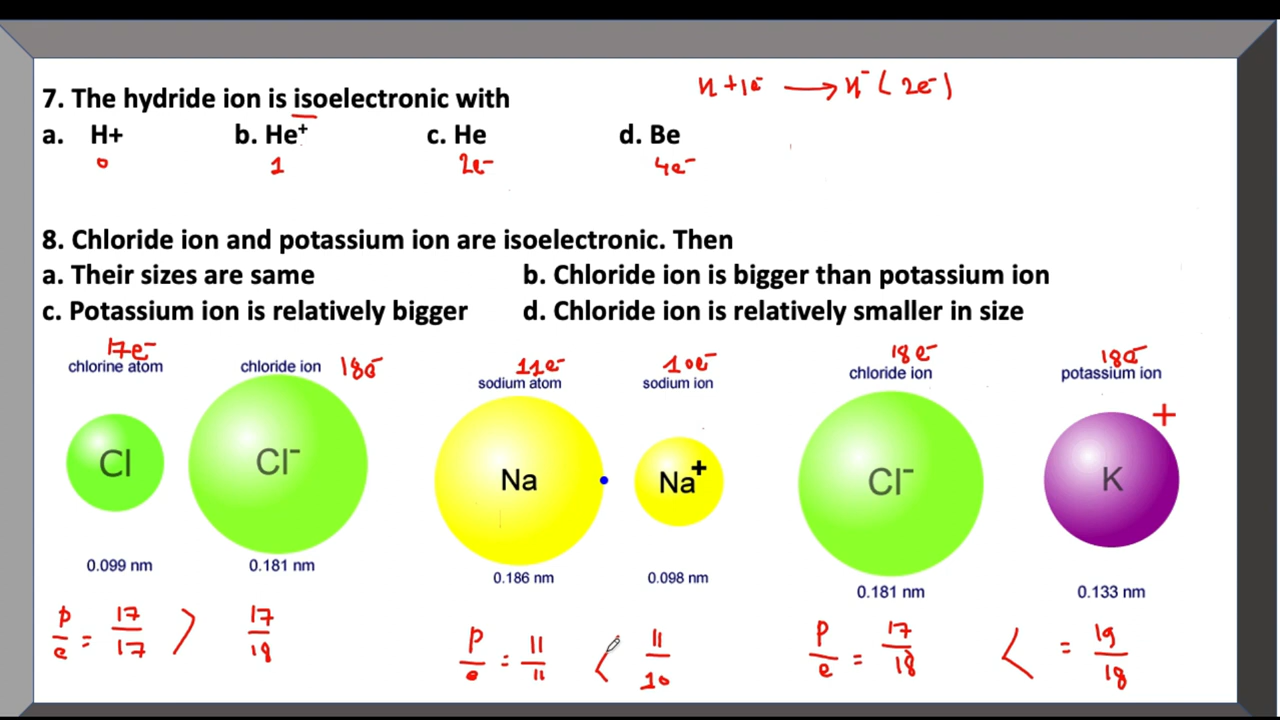 7. The hydride ion is isoelectronic with
H + 1e⁻ ⟶ H⁻ ( 2e⁻ )
a. H+ b. He⁺ c. He d. Be
0 1 2e⁻ 4e⁻
8. Chloride ion and potassium ion are isoelectronic. Then
a. Their sizes are same b. Chloride ion is bigger than potassium ion
c. Potassium ion is relatively bigger d. Chloride ion is relatively smaller in size
17e⁻ 18e⁻ 11e⁻ 10e⁻ 18e⁻ 18e⁻
chlorine atom chloride ion sodium atom sodium ion chloride ion potassium ion
Cl Cl⁻ Na Na⁺ Cl⁻ K +
0.099 nm 0.181 nm 0.186 nm 0.098 nm 0.181 nm 0.133 nm
p/e = 17/17 > 17/18 p/e = 11/11 < 11/10 p/e = 17/18 < = 19/18